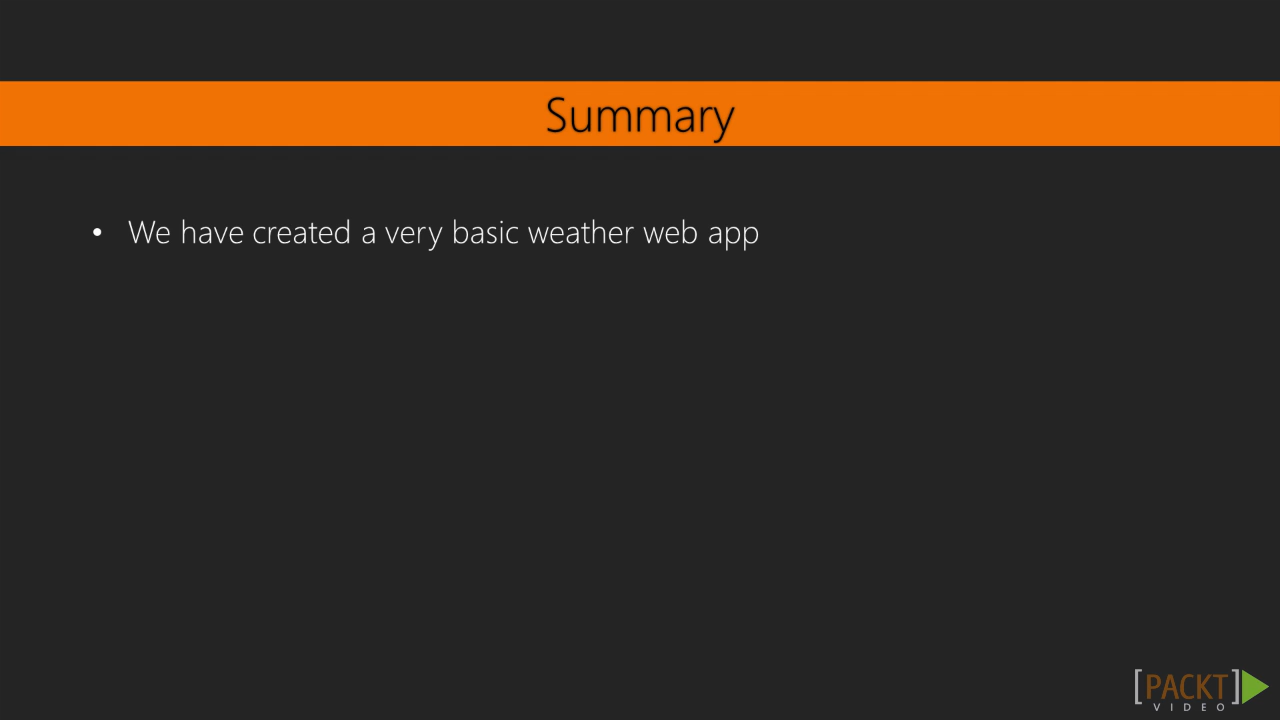 Summary
• We have created a very basic weather web app
[PACKT]
VIDEO